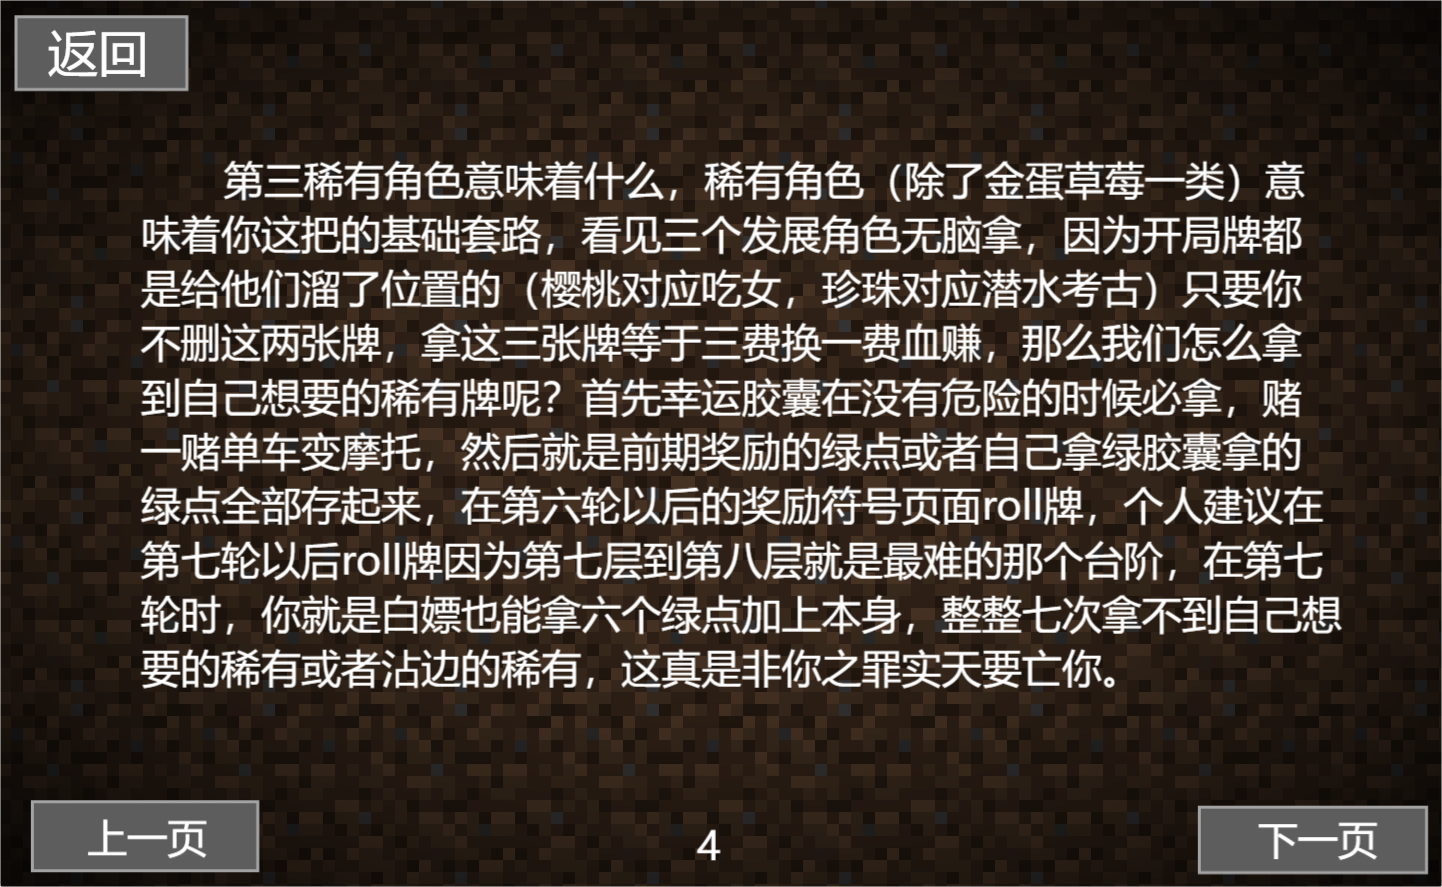 返回
第三稀有角色意味着什么，稀有角色（除了金蛋草莓一类）意
味着你这把的基础套路，看见三个发展角色无脑拿，因为开局牌都
是给他们溜了位置的（樱桃对应吃女，珍珠对应潜水考古）只要你
不删这两张牌，拿这三张牌等于三费换一费血赚，那么我们怎么拿
到自己想要的稀有牌呢？首先幸运胶囊在没有危险的时候必拿，赌
一赌单车变摩托，然后就是前期奖励的绿点或者自己拿绿胶囊拿的
绿点全部存起来，在第六轮以后的奖励符号页面roll牌，个人建议在
第七轮以后roll牌因为第七层到第八层就是最难的那个台阶，在第七
轮时，你就是白嫖也能拿六个绿点加上本身，整整七次拿不到自己想
要的稀有或者沾边的稀有，这真是非你之罪实天要亡你。
上一页
4
下一页